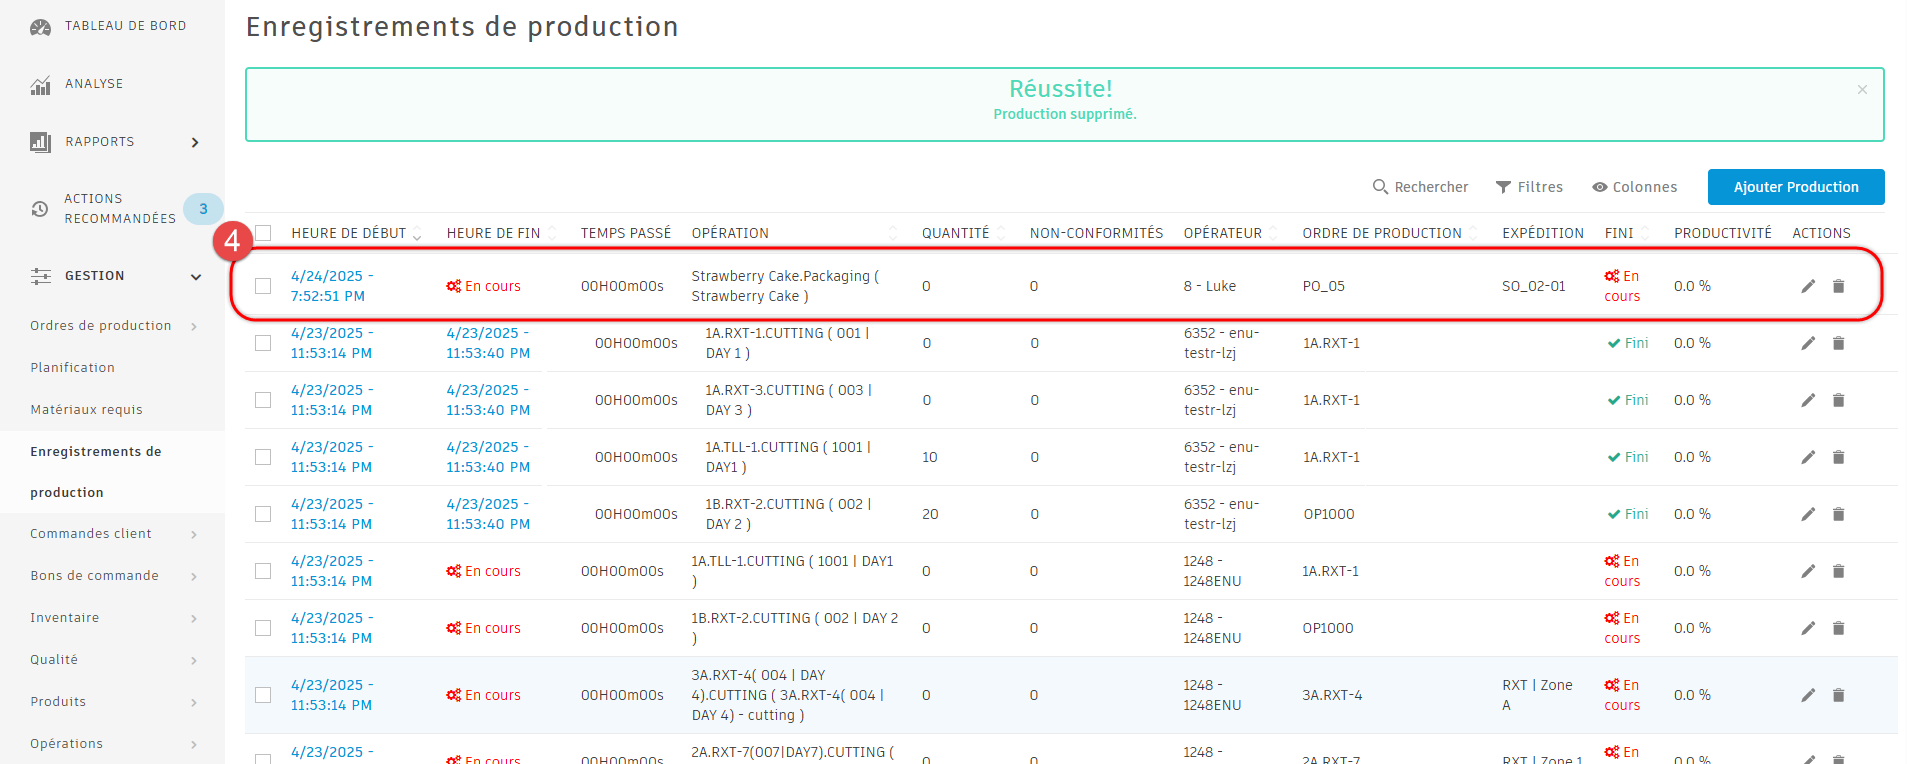 TABLEAU DE BORD
ANALYSE
RAPPORTS
ACTIONS
RECOMMANDÉES
3
GESTION
Ordres de production
Planification
Matériaux requis
Enregistrements de
production
Commandes client
Bons de commande
Inventaire
Qualité
Produits
Opérations
Enregistrements de production
Réussite!
Production supprimé.
×
Rechercher Filtres Colonnes Ajouter Production
4
HEURE DE DÉBUT HEURE DE FIN TEMPS PASSÉ OPÉRATION QUANTITÉ NON-CONFORMITÉS OPÉRATEUR ORDRE DE PRODUCTION EXPÉDITION FINI PRODUCTIVITÉ ACTIONS
4/24/2025 - Strawberry Cake.Packaging ( En
7:52:51 PM En cours 00H00m00s Strawberry Cake ) 0 0 8 - Luke PO_05 SO_02-01 cours 0.0 %
4/23/2025 - 4/23/2025 - 1A.RXT-1.CUTTING ( 001 | 6352 - enu-
11:53:14 PM 11:53:40 PM 00H00m00s DAY 1 ) 0 0 testr-lzj 1A.RXT-1 Fini 0.0 %
4/23/2025 - 4/23/2025 - 1A.RXT-3.CUTTING ( 003 | 6352 - enu-
11:53:14 PM 11:53:40 PM 00H00m00s DAY 3 ) 0 0 testr-lzj 1A.RXT-1 Fini 0.0 %
4/23/2025 - 4/23/2025 - 1A.TLL-1.CUTTING ( 1001 | 6352 - enu-
11:53:14 PM 11:53:40 PM 00H00m00s DAY1 ) 10 0 testr-lzj 1A.RXT-1 Fini 0.0 %
4/23/2025 - 4/23/2025 - 1B.RXT-2.CUTTING ( 002 | 6352 - enu-
11:53:14 PM 11:53:40 PM 00H00m00s DAY 2 ) 20 0 testr-lzj OP1000 Fini 0.0 %
4/23/2025 - 1A.TLL-1.CUTTING ( 1001 | DAY1 1248 - En
11:53:14 PM En cours 00H00m00s ) 0 0 1248ENU 1A.RXT-1 cours 0.0 %
4/23/2025 - 1B.RXT-2.CUTTING ( 002 | DAY 2 1248 - En
11:53:14 PM En cours 00H00m00s ) 0 0 1248ENU OP1000 cours 0.0 %
3A.RXT-4( 004 | DAY
4/23/2025 - 4).CUTTING ( 3A.RXT-4( 004 | 1248 - RXT | Zone En
11:53:14 PM En cours 00H00m00s DAY 4) - cutting ) 0 0 1248ENU 3A.RXT-4 A cours 0.0 %
4/23/2025 - 2A.RXT-7(007|DAY7).CUTTING ( 1248 - En
En cours 00H00m00s 0 0 2A.RXT-7 RXT | Zone 1 0.0 %